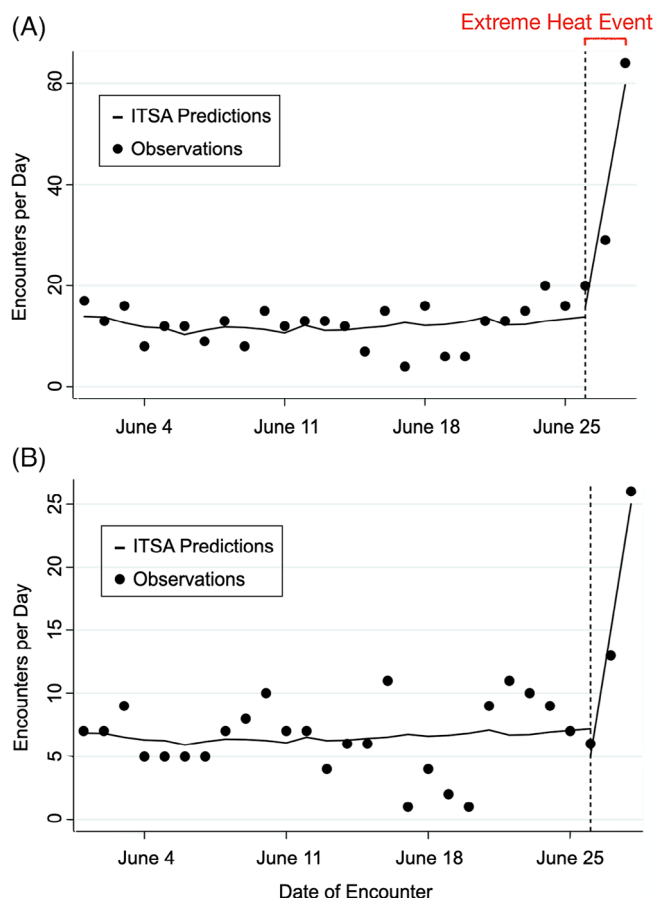 (A)
Extreme Heat Event
60
40
20
0
Encounters per Day
ITSA Predictions
Observations
June 4
June 11
June 18
June 25
(B)
25
20
15
10
5
0
Encounters per Day
ITSA Predictions
Observations
June 4
June 11
June 18
June 25
Date of Encounter